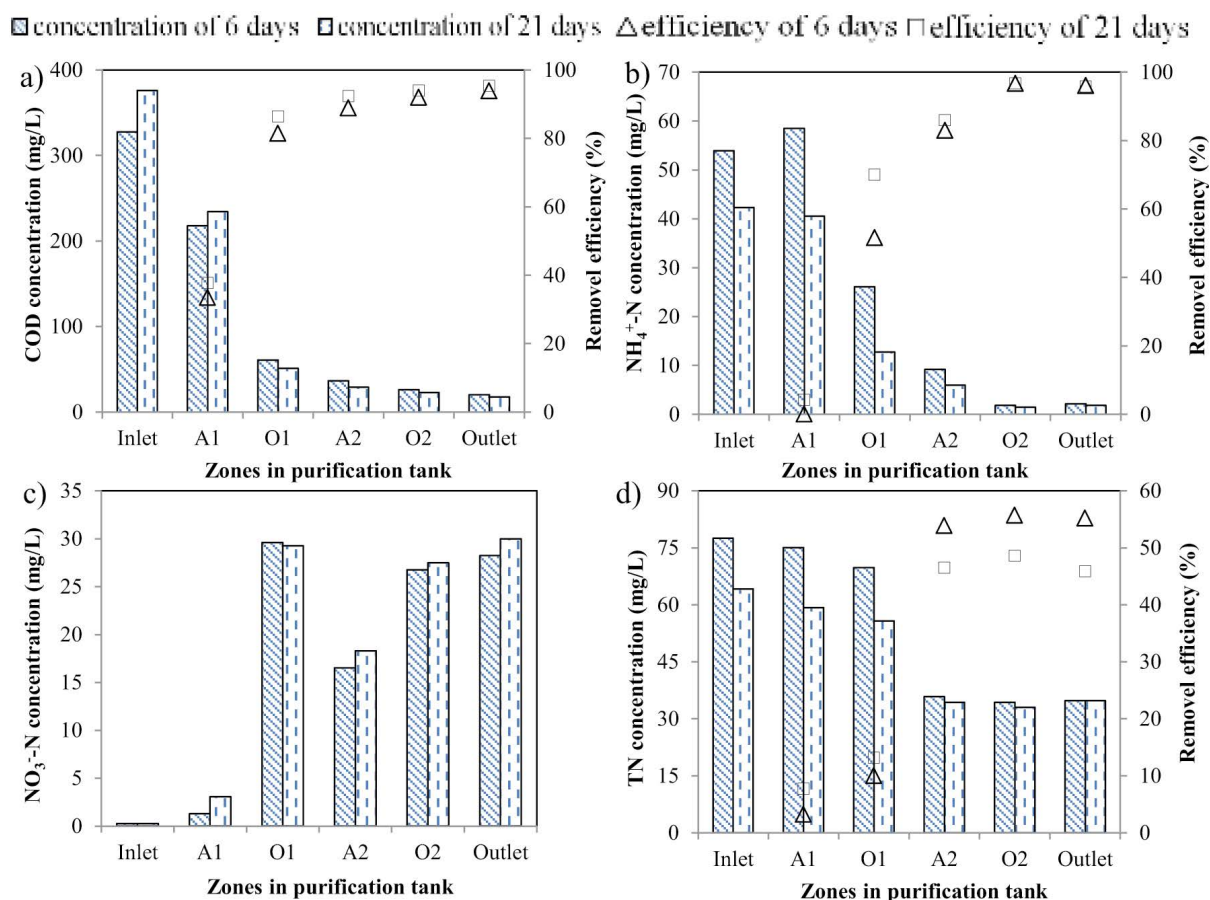 concentration of 6 days concentration of 21 days efficiency of 6 days efficiency of 21 days
a)
COD concentration (mg/L)
400
300
200
100
0
100
80
60
40
20
0
Removel efficiency (%)
Inlet A1 O1 A2 O2 Outlet
Zones in purification tank
b)
NH₄⁺-N concentration (mg/L)
70
60
50
40
30
20
10
0
100
80
60
40
20
0
Removel efficiency (%)
Inlet A1 O1 A2 O2 Outlet
Zones in purification tank
c)
NO₃⁻-N concentration (mg/L)
35
30
25
20
15
10
5
0
Inlet A1 O1 A2 O2 Outlet
Zones in purification tank
d)
TN concentration (mg/L)
90
75
60
45
30
15
0
60
50
40
30
20
10
0
Removel efficiency (%)
Inlet A1 O1 A2 O2 Outlet
Zones in purification tank